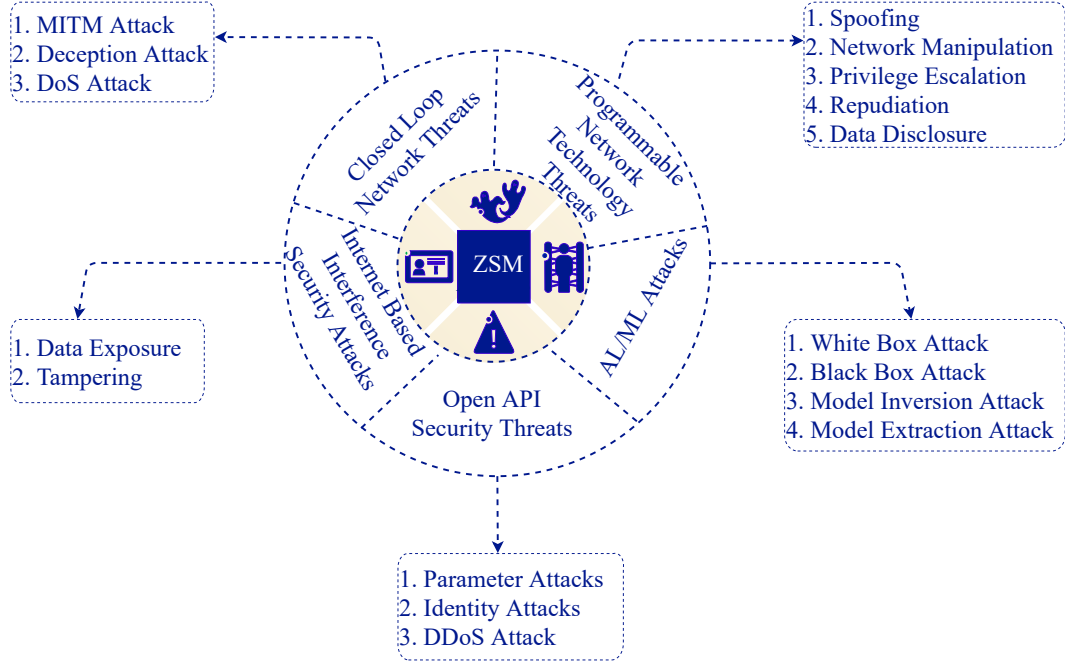 1. MITM Attack
2. Deception Attack
3. DoS Attack
1. Spoofing
2. Network Manipulation
3. Privilege Escalation
4. Repudiation
5. Data Disclosure
Closed Loop
Network Threats
Programmable
Network
Technology
Threats
Internet Based
Interference
Security Attacks
ZSM
AL/ML Attacks
Open API
Security Threats
1. Data Exposure
2. Tampering
1. White Box Attack
2. Black Box Attack
3. Model Inversion Attack
4. Model Extraction Attack
1. Parameter Attacks
2. Identity Attacks
3. DDoS Attack